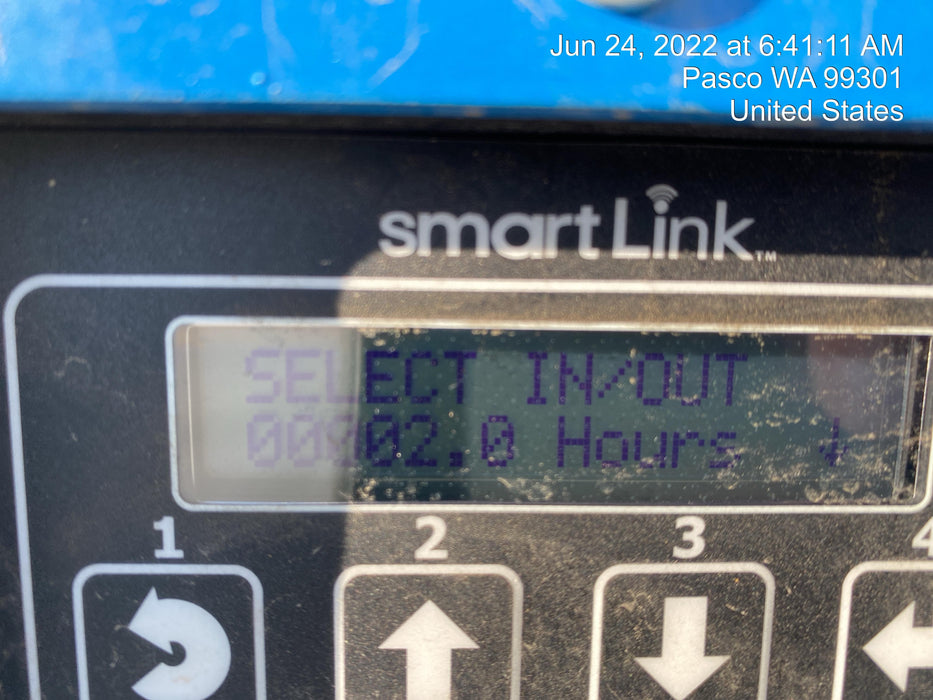 Jun 24, 2022 at 6:41:11 AM
Pasco WA 99301
United States
smartLink™
SELECT IN/OUT
00002.0 Hours ↓
1 2 3 4